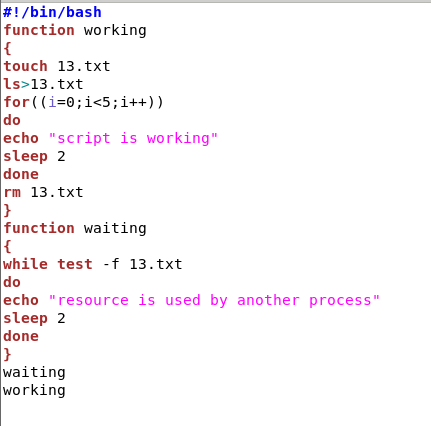 #!/bin/bash
function working
{
touch 13.txt
ls>13.txt
for((i=0;i<5;i++))
do
echo "script is working"
sleep 2
done
rm 13.txt
}
function waiting
{
while test -f 13.txt
do
echo "resource is used by another process"
sleep 2
done
}
waiting
working